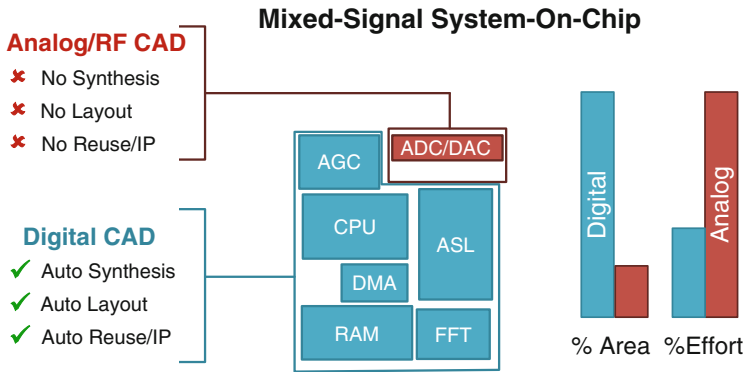 Mixed-Signal System-On-Chip
Analog/RF CAD
✘ No Synthesis
✘ No Layout
✘ No Reuse/IP
Digital CAD
✓ Auto Synthesis
✓ Auto Layout
✓ Auto Reuse/IP
AGC
ADC/DAC
CPU
ASL
DMA
RAM
FFT
Digital
Analog
% Area
%Effort